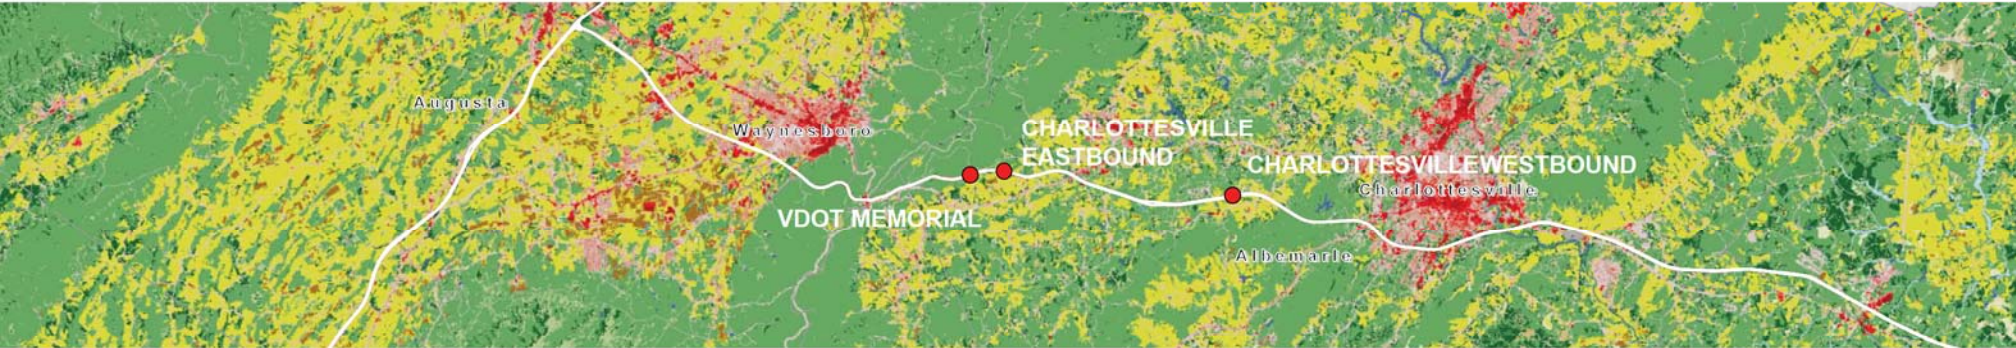 Augusta
Waynesboro
CHARLOTTESVILLE
EASTBOUND
CHARLOTTESVILLEWESTBOUND
Charlottesville
VDOT MEMORIAL
Albemarle